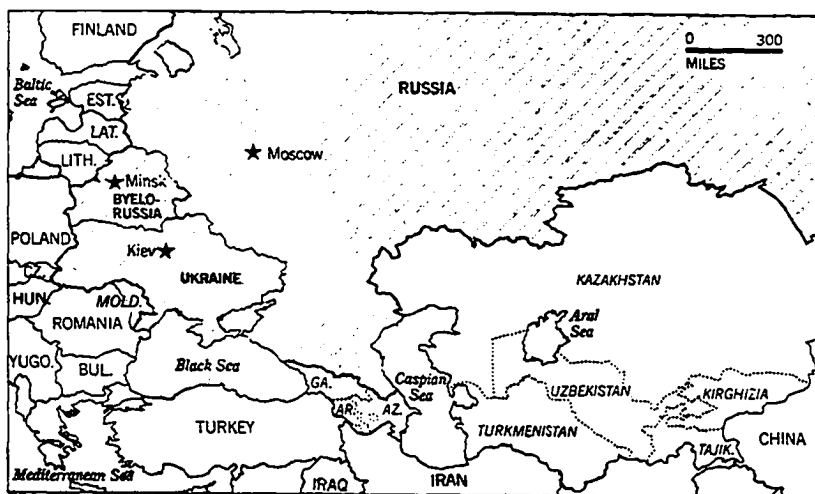 FINLAND
0 300
MILES
Baltic
Sea
EST.
RUSSIA
LAT.
LITH.
★ Moscow
★ Minsk
BYELO-
RUSSIA
POLAND
Kiev ★
CZ.
UKRAINE
KAZAKHSTAN
HUN.
MOLD.
ROMANIA
Aral
Sea
YUGO.
BUL.
Black Sea
GA.
Caspian
Sea
UZBEKISTAN
KIRGHIZIA
AR.
AZ.
TURKEY
TURKMENISTAN
TAJIK.
CHINA
Mediterranean Sea
IRAQ
IRAN